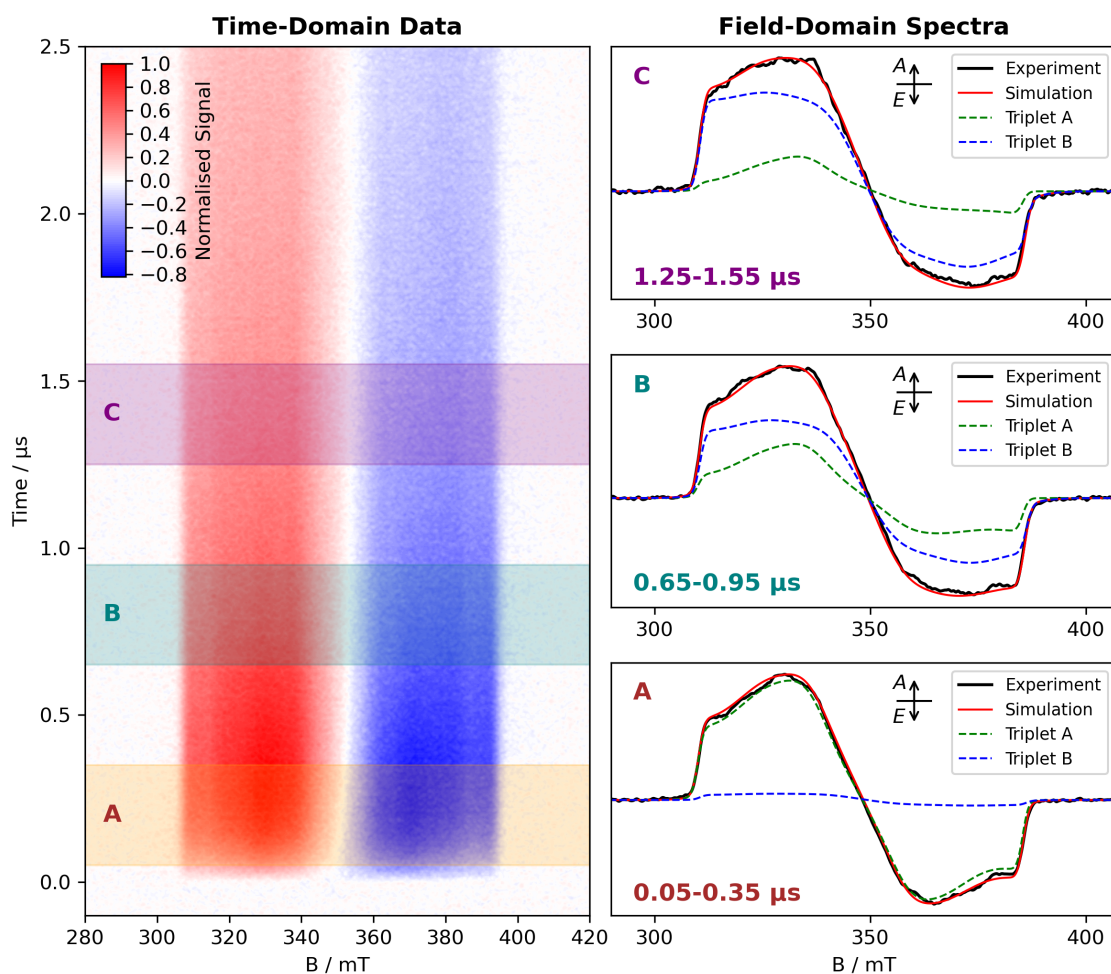 Time-Domain Data
2.5
2.0
1.5
1.0
0.5
0.0
Time / μs
1.0
0.8
0.6
0.4
0.2
0.0
−0.2
−0.4
−0.6
−0.8
Normalised Signal
C
B
A
280
300
320
340
360
380
400
420
B / mT
Field-Domain Spectra
C
A
E
Experiment
Simulation
Triplet A
Triplet B
1.25-1.55 μs
300
350
400
B
A
E
Experiment
Simulation
Triplet A
Triplet B
0.65-0.95 μs
300
350
400
A
A
E
Experiment
Simulation
Triplet A
Triplet B
0.05-0.35 μs
300
350
400
B / mT